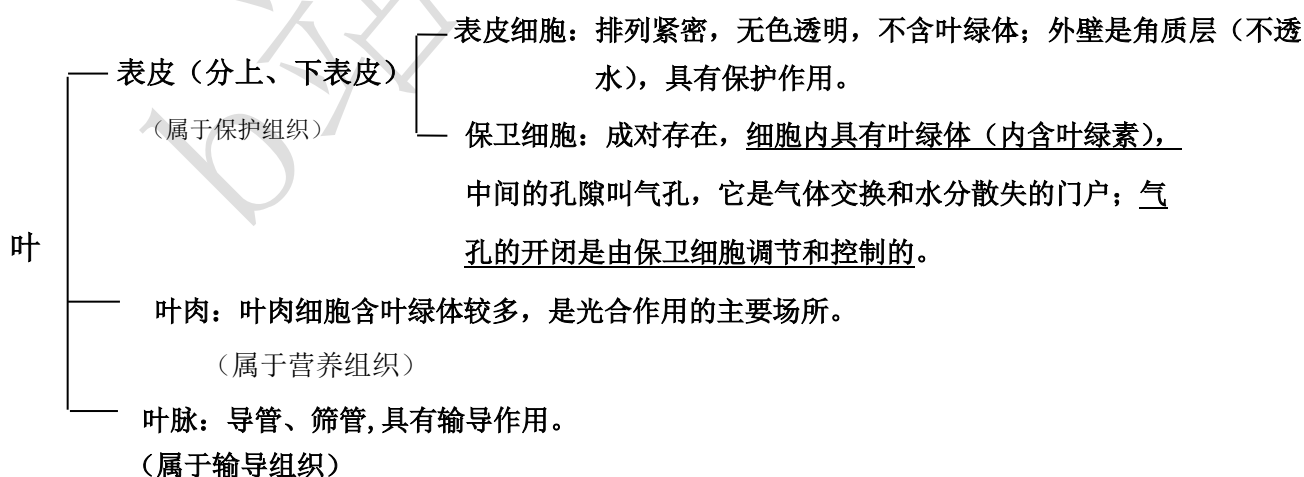 表皮细胞：排列紧密，无色透明，不含叶绿体；外壁是角质层（不透
水），具有保护作用。
表皮（分上、下表皮）
（属于保护组织）
保卫细胞：成对存在，细胞内具有叶绿体（内含叶绿素），
中间的孔隙叫气孔，它是气体交换和水分散失的门户；气
孔的开闭是由保卫细胞调节和控制的。
叶
叶肉：叶肉细胞含叶绿体较多，是光合作用的主要场所。
（属于营养组织）
叶脉：导管、筛管,具有输导作用。
（属于输导组织）